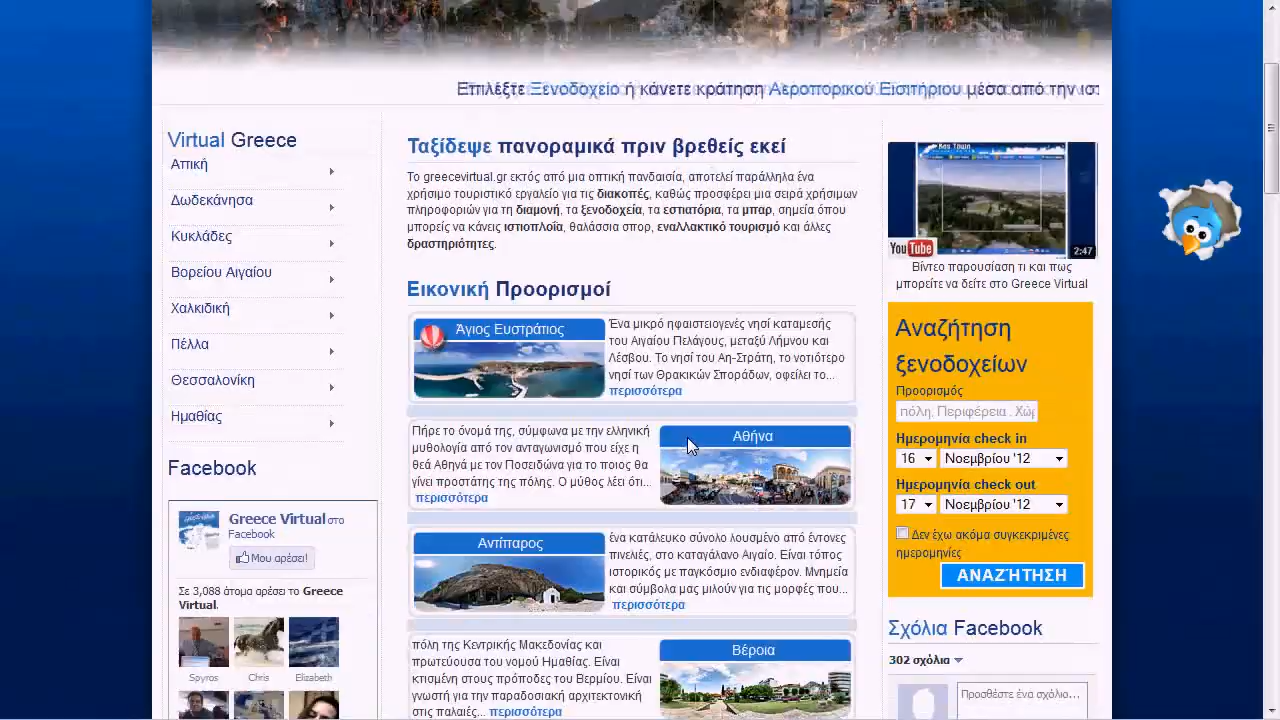 Επιλέξτε Ξενοδοχείο ή κάνετε κράτηση Αεροπορικού Εισιτήριου μέσα από την ισ
Virtual Greece
Αττική
Δωδεκάνησα
Κυκλάδες
Βορείου Αιγαίου
Χαλκιδική
Πέλλα
Θεσσαλονίκη
Ημαθίας
Facebook
Greece Virtual στο
Facebook
Μου αρέσει!
Σε 3,088 άτομα αρέσει το Greece
Virtual.
Spyros Chris Elizabeth
Ταξίδεψε πανοραμικά πριν βρεθείς εκεί
Το greecevirtual.gr εκτός από μια οπτική πανδαισία, αποτελεί παράλληλα ένα
χρήσιμο τουριστικό εργαλείο για τις διακοπές, καθώς προσφέρει μια σειρά χρήσιμων
πληροφοριών για τη διαμονή, τα ξενοδοχεία, τα εστιατόρια, τα μπαρ, σημεία όπου
μπορείς να κάνεις ιστιοπλοΐα, θαλάσσια σπορ, εναλλακτικό τουρισμό και άλλες
δραστηριότητες.
Εικονική Προορισμοί
Άγιος Ευστράτιος
Ένα μικρό ηφαιστειογενές νησί καταμεσής
του Αιγαίου Πελάγους, μεταξύ Λήμνου και
Λέσβου. Το νησί του Αη-Στράτη, το νοτιότερο
νησί των Θρακικών Σποράδων, οφείλει το...
περισσότερα
Πήρε το όνομά της, σύμφωνα με την ελληνική
μυθολογία από τον ανταγωνισμό που είχε η
θεά Αθηνά με τον Ποσειδώνα για το ποιος θα
γίνει προστάτης της πόλης. Ο μύθος λέει ότι...
περισσότερα
Αθήνα
Αντίπαρος
ένα κατάλευκο σύνολο λουσμένο από έντονες
πινελιές, στο καταγάλανο Αιγαίο. Είναι τόπος
ιστορικός με παγκόσμιο ενδιαφέρον. Μνημεία
και σύμβολα μας μιλούν για τις μορφές που...
περισσότερα
πόλη της Κεντρικής Μακεδονίας και
πρωτεύουσα του νομού Ημαθίας. Είναι
κτισμένη στους πρόποδες του Βερμίου. Είναι
γνωστή για την παραδοσιακή αρχιτεκτονική
στις παλαιές... περισσότερα
Βέροια
You Tube
2:47
Βίντεο παρουσίαση τι και πως
μπορείτε να δείτε στο Greece Virtual
Αναζήτηση
ξενοδοχείων
Προορισμός
πόλη, Περιφέρεια , Χώρ
Ημερομηνία check in
16 Νοεμβρίου '12
Ημερομηνία check out
17 Νοεμβρίου '12
Δεν έχω ακόμα συγκεκριμένες
ημερομηνίες
ΑΝΑΖΉΤΗΣΗ
Σχόλια Facebook
302 σχόλια
Προσθέστε ένα σχόλιο...